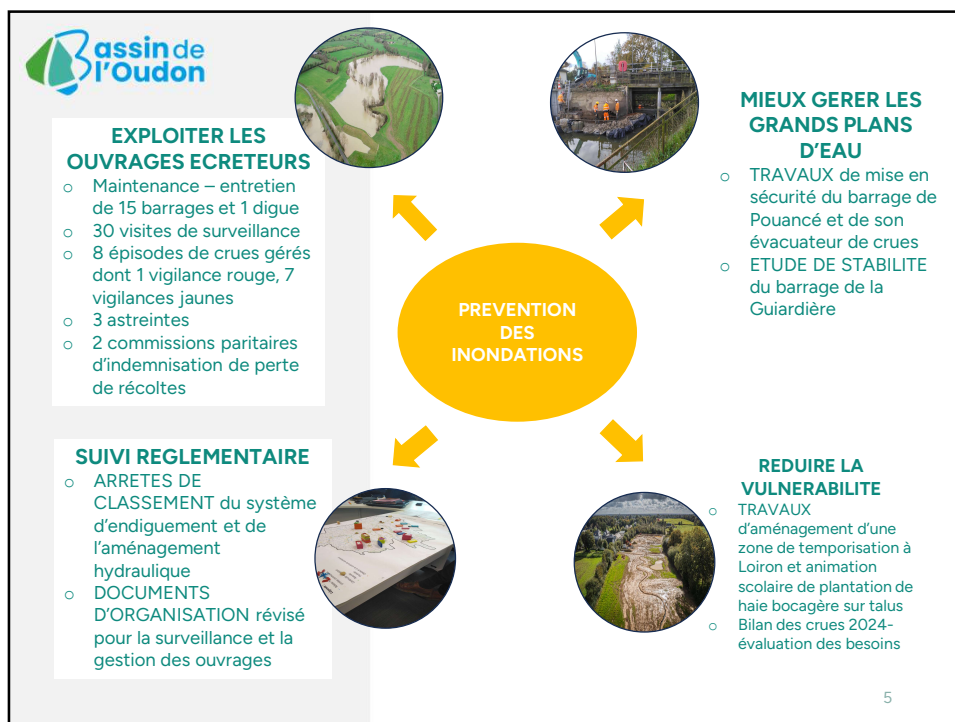 Bassin de
l'Oudon
EXPLOITER LES
OUVRAGES ECRETEURS
o Maintenance – entretien
de 15 barrages et 1 digue
o 30 visites de surveillance
o 8 épisodes de crues gérés
dont 1 vigilance rouge, 7
vigilances jaunes
o 3 astreintes
o 2 commissions paritaires
d'indemnisation de perte
de récoltes
MIEUX GERER LES
GRANDS PLANS
D'EAU
o TRAVAUX de mise en
sécurité du barrage de
Pouancé et de son
évacuateur de crues
o ETUDE DE STABILITE
du barrage de la
Guiardière
PREVENTION
DES
INONDATIONS
SUIVI REGLEMENTAIRE
o ARRETES DE
CLASSEMENT du système
d'endiguement et de
l'aménagement
hydraulique
o DOCUMENTS
D'ORGANISATION révisé
pour la surveillance et la
gestion des ouvrages
REDUIRE LA
VULNERABILITE
o TRAVAUX
d'aménagement d'une
zone de temporisation à
Loiron et animation
scolaire de plantation de
haie bocagère sur talus
o Bilan des crues 2024-
évaluation des besoins
5